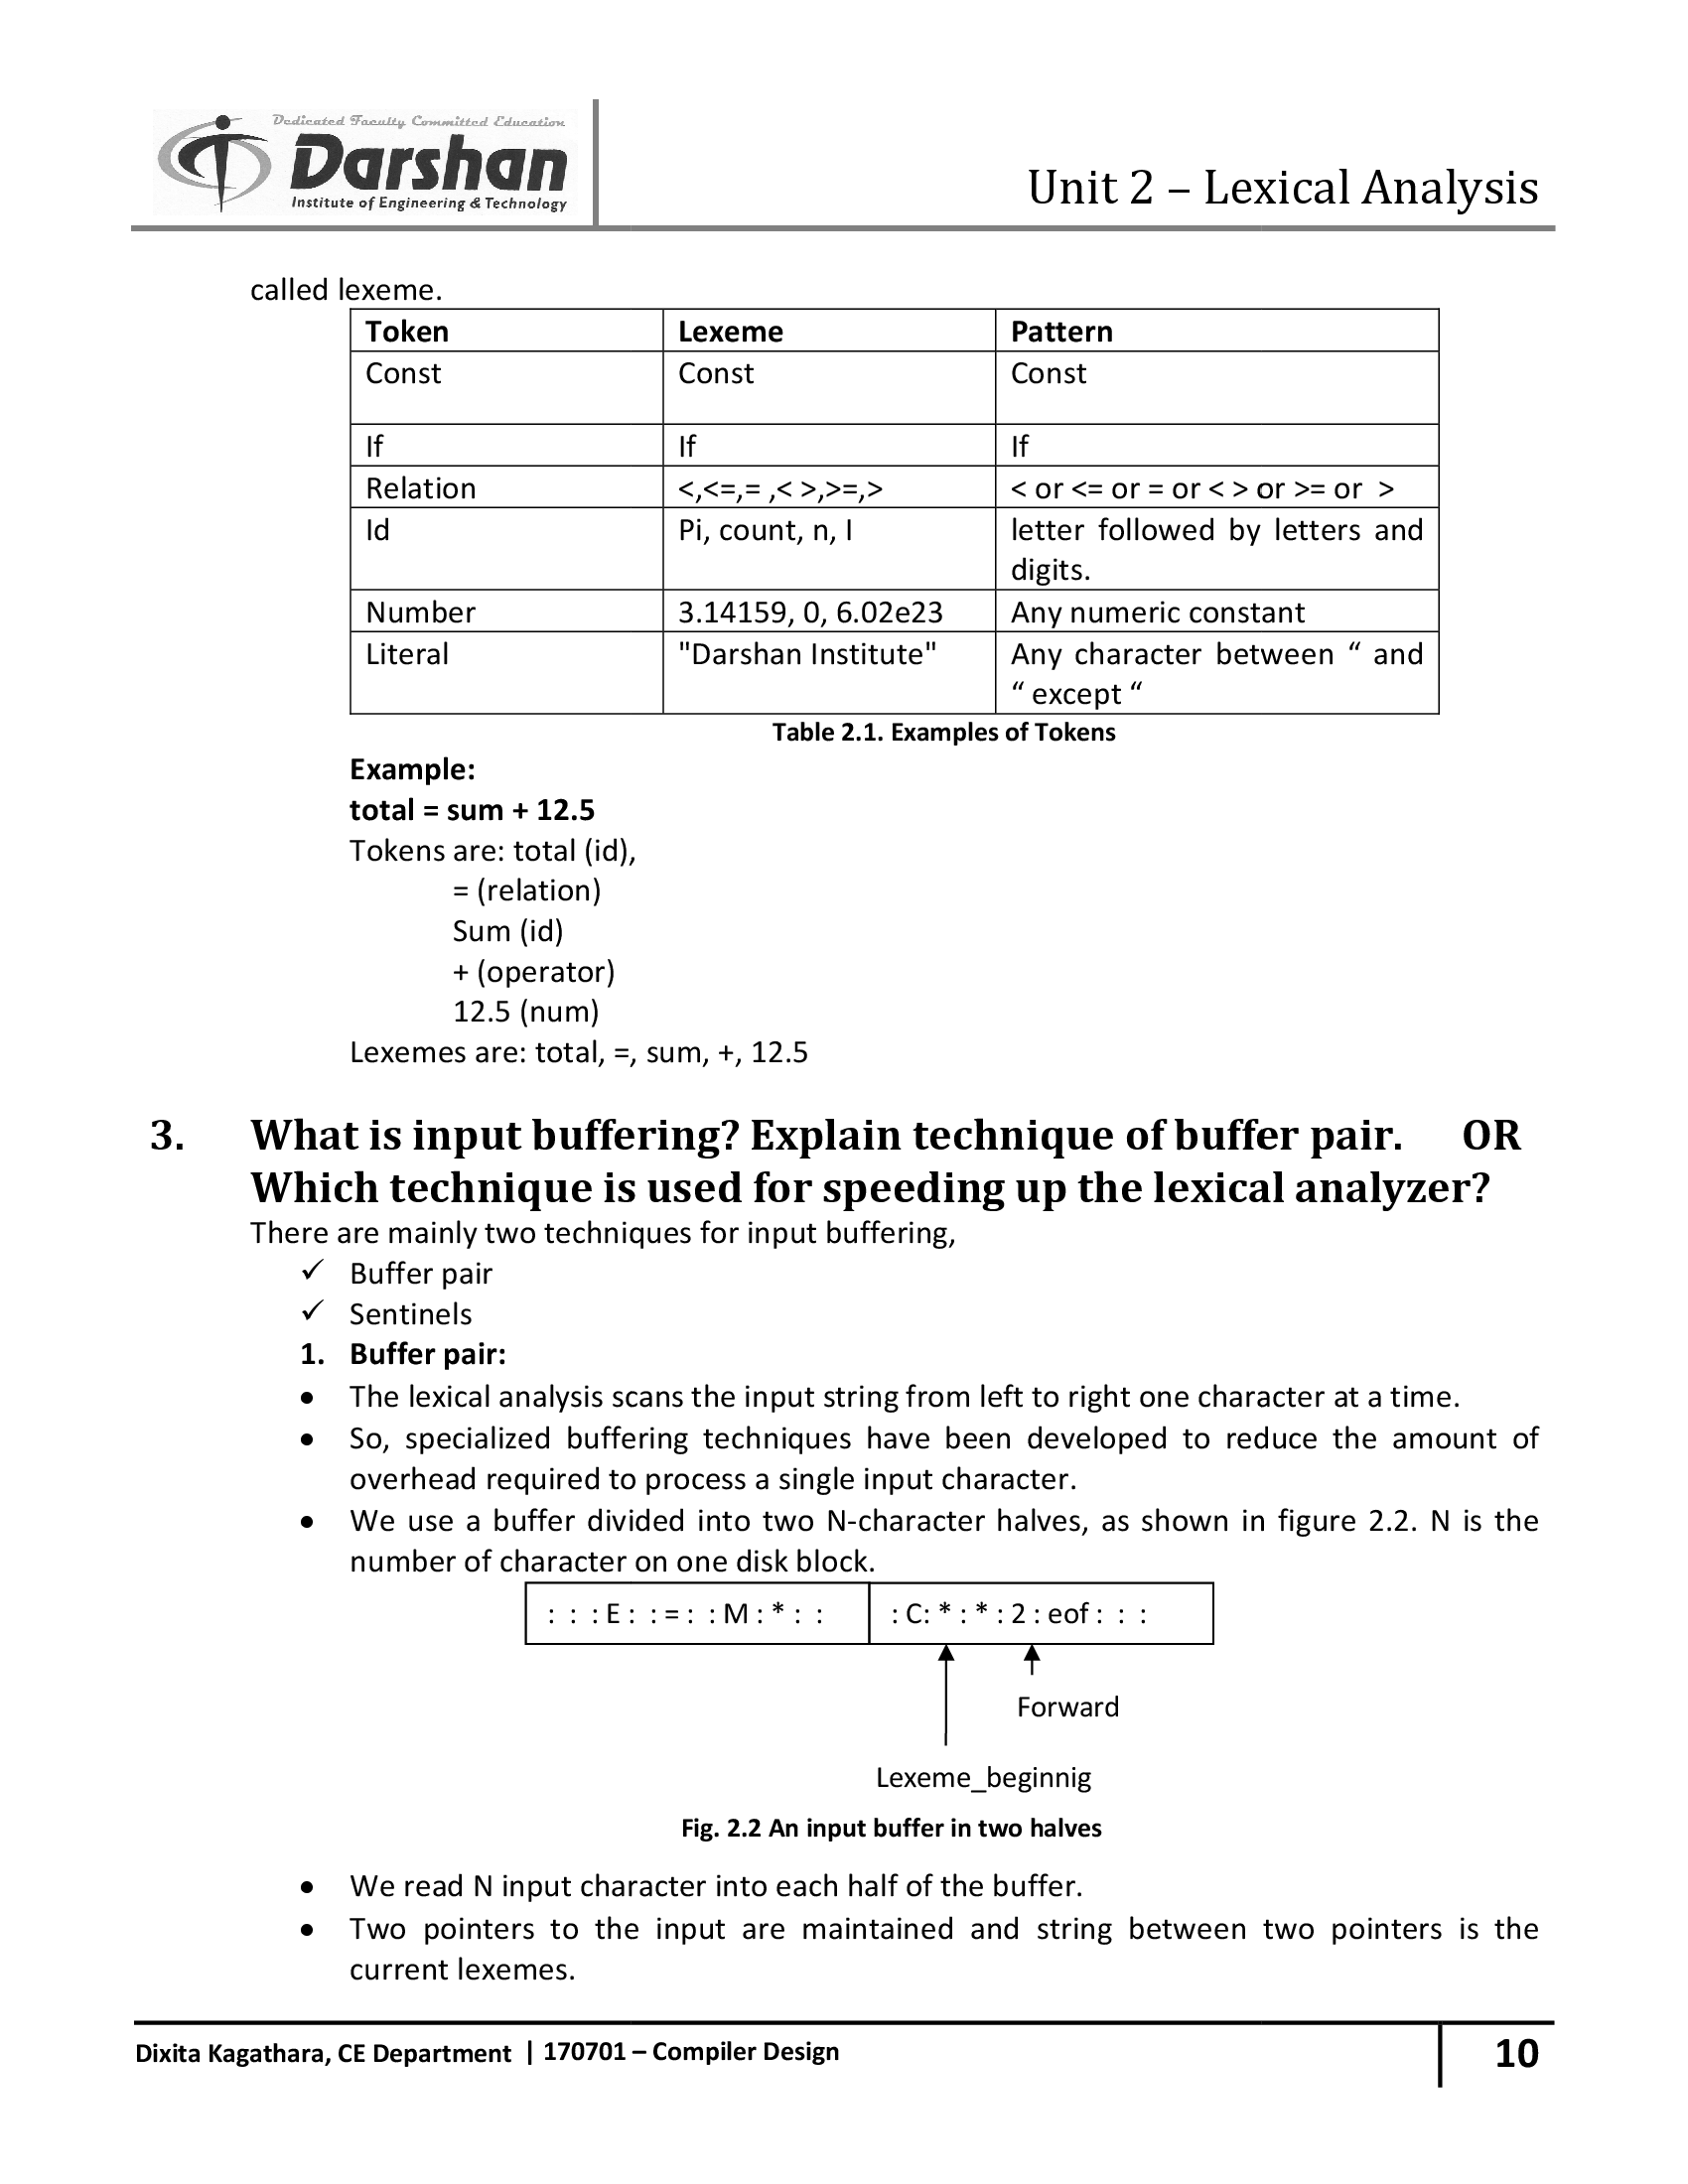 Dedicated Faculty Committed Education
Darshan
Institute of Engineering & Technology
Unit 2 – Lexical Analysis
called lexeme.
Token Lexeme Pattern
Const Const Const
If If If
Relation <,<=,= ,< >,>=,> < or <= or = or < > or >= or  >
Id Pi, count, n, I letter followed by letters and
digits.
Number 3.14159, 0, 6.02e23 Any numeric constant
Literal "Darshan Institute" Any character between “ and
“ except “
Table 2.1. Examples of Tokens
Example:
total = sum + 12.5
Tokens are: total (id),
= (relation)
Sum (id)
+ (operator)
12.5 (num)
Lexemes are: total, =, sum, +, 12.5
3. What is input buffering? Explain technique of buffer pair. OR
Which technique is used for speeding up the lexical analyzer?
There are mainly two techniques for input buffering,
✓ Buffer pair
✓ Sentinels
1. Buffer pair:
• The lexical analysis scans the input string from left to right one character at a time.
• So, specialized buffering techniques have been developed to reduce the amount of
overhead required to process a single input character.
• We use a buffer divided into two N-character halves, as shown in figure 2.2. N is the
number of character on one disk block.
: : : E : : = : : M : * : : : C: * : * : 2 : eof : : :
Forward
Lexeme_beginnig
Fig. 2.2 An input buffer in two halves
• We read N input character into each half of the buffer.
• Two pointers to the input are maintained and string between two pointers is the
current lexemes.
Dixita Kagathara, CE Department | 170701 – Compiler Design 10